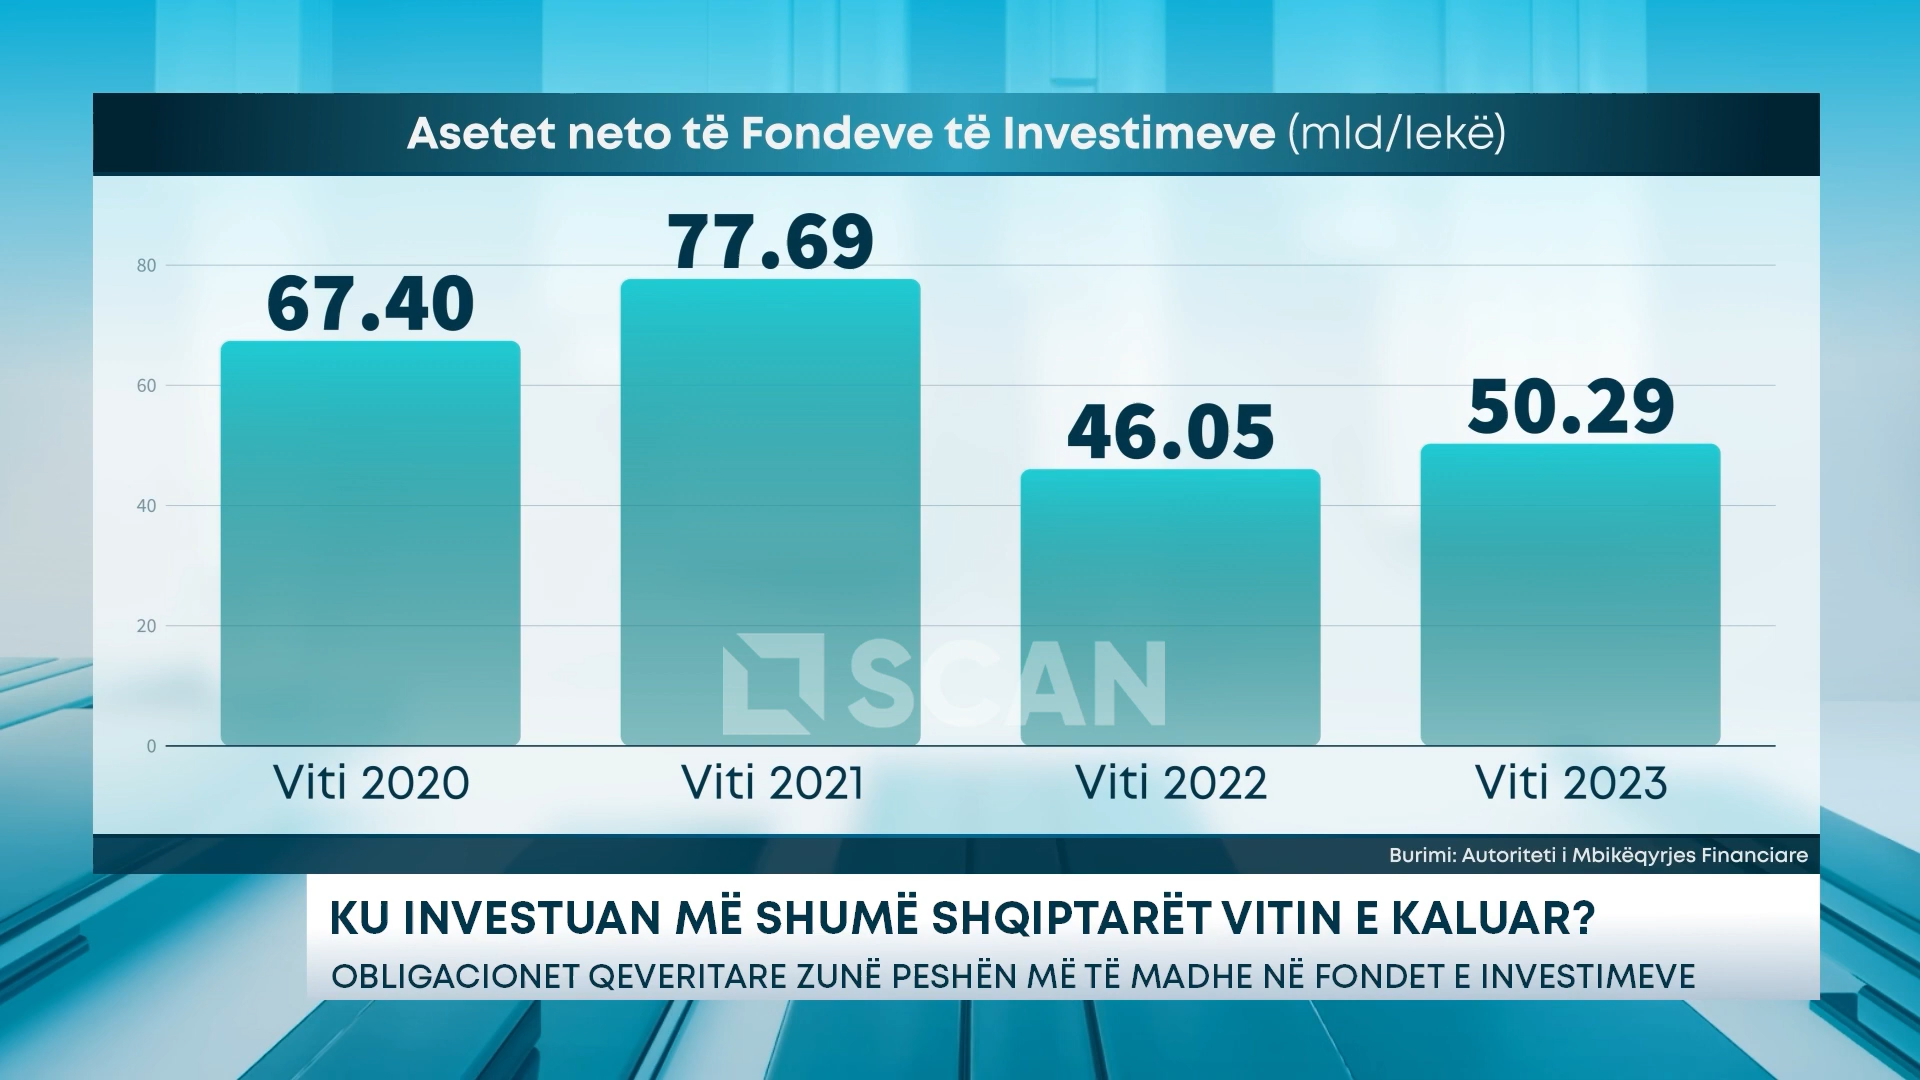 Asetet neto të Fondeve të Investimeve (mld/lekë)
80
60
40
20
0
67.40
77.69
46.05
50.29
Viti 2020
Viti 2021
Viti 2022
Viti 2023
SCAN
Burimi: Autoriteti i Mbikëqyrjes Financiare
KU INVESTUAN MË SHUMË SHQIPTARËT VITIN E KALUAR?
OBLIGACIONET QEVERITARE ZUNË PESHËN MË TË MADHE NË FONDET E INVESTIMEVE